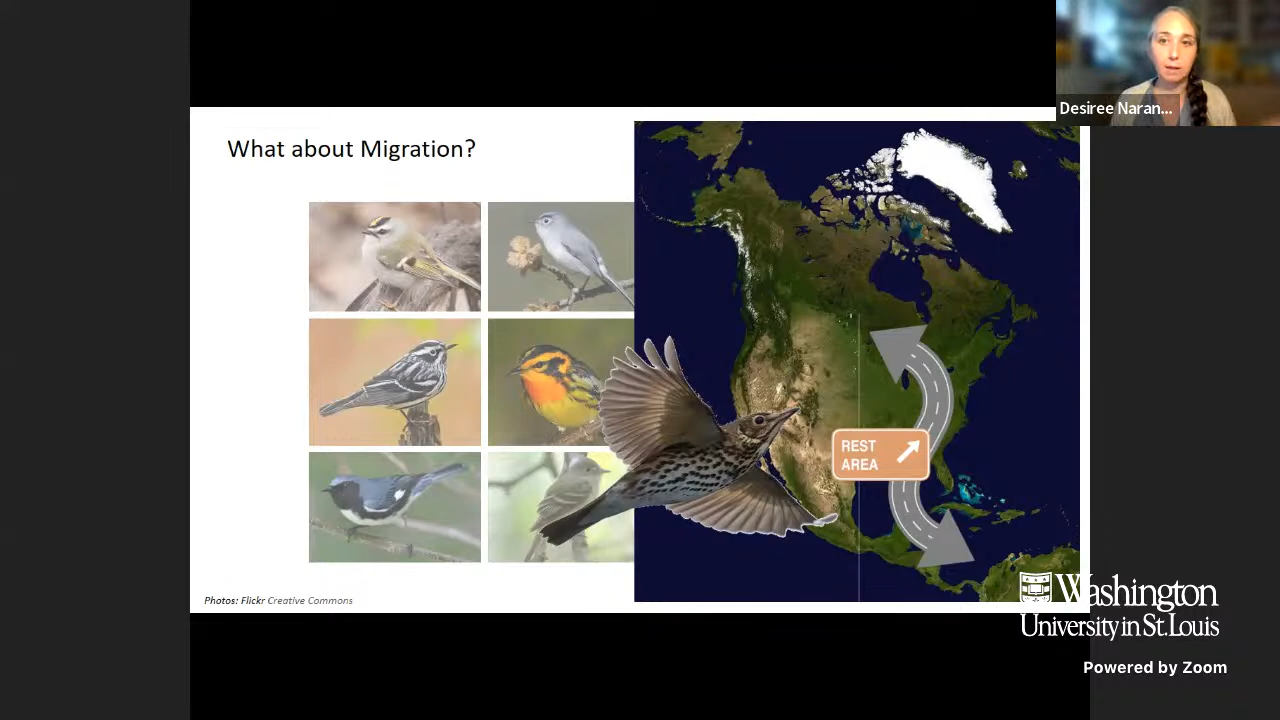 Desiree Naran...
What about Migration?
REST
AREA
Photos: Flickr Creative Commons
Washington
University in St. Louis
Powered by Zoom